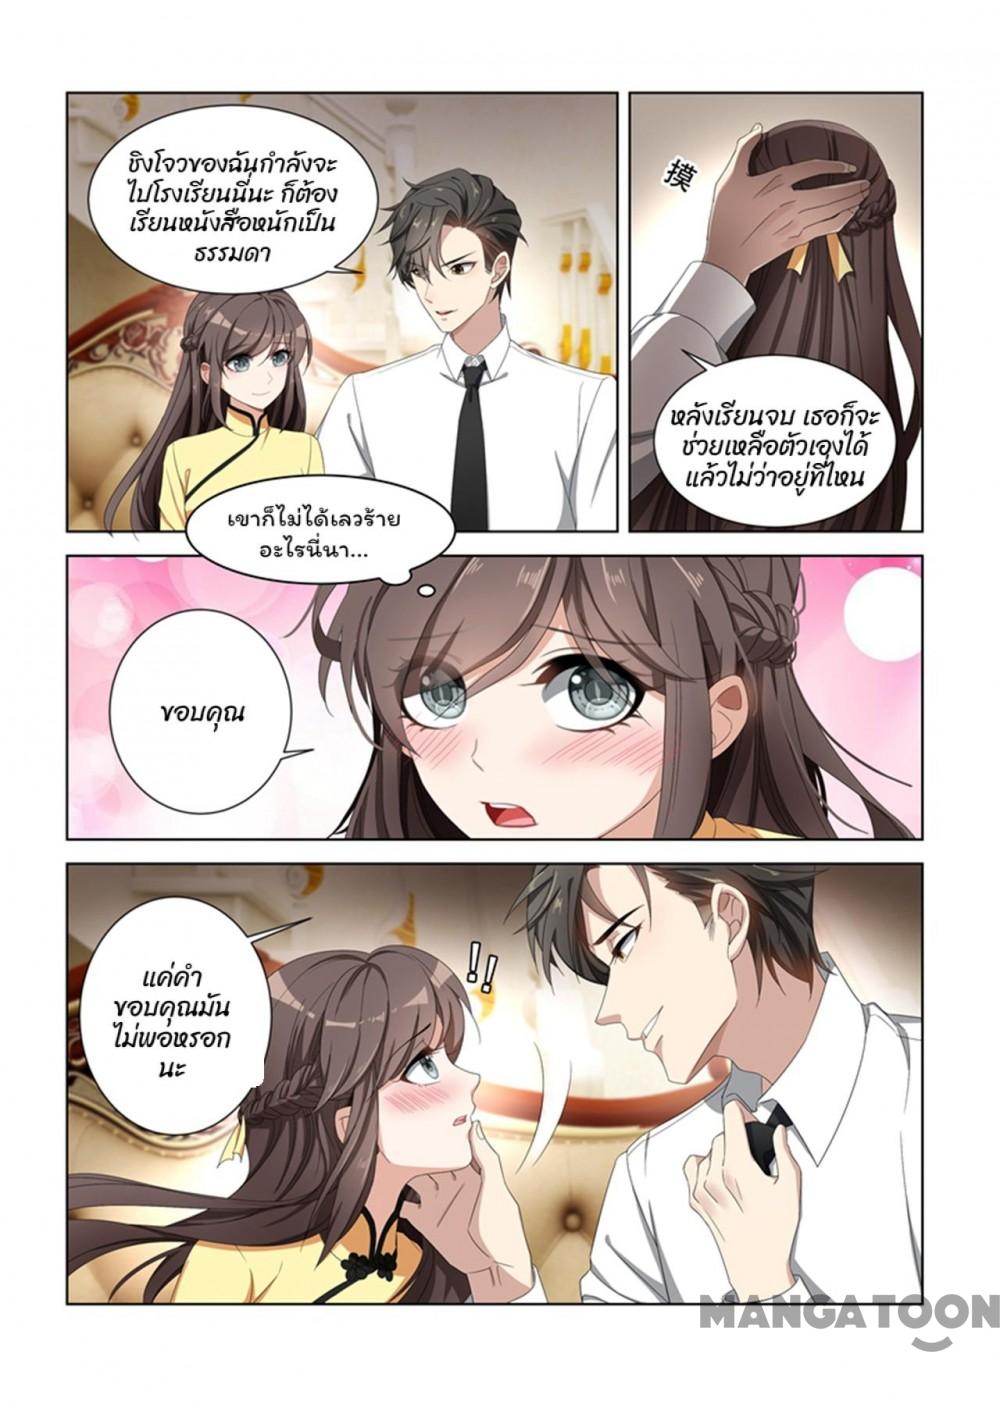 ชิงโจวของฉันกำลังจะ
ไปโรงเรียนนี่นะ ก็ต้อง
เรียนหนังสือหนักเป็น
ธรรมดา
摸
หลังเรียนจบ เธอก็จะ
ช่วยเหลือตัวเองได้
แล้วไม่ว่าอยู่ที่ไหน
เขาก็ไม่ได้เลวร้าย
อะไรนี่นา...
ขอบคุณ
แค่คำ
ขอบคุณมัน
ไม่พอหรอก
นะ
!!
MANGATOON